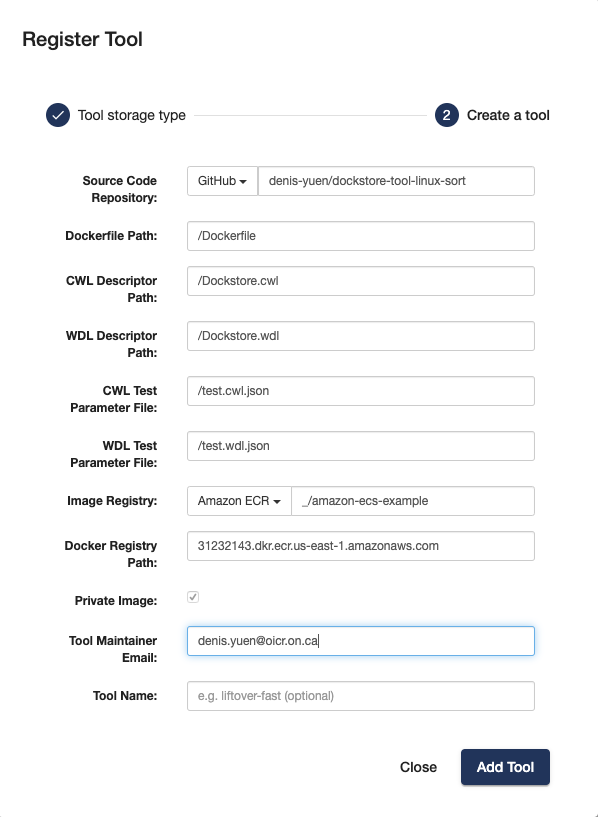 Register Tool
Tool storage type
2 Create a tool
Source Code
Repository:
GitHub denis-yuen/dockstore-tool-linux-sort
Dockerfile Path: /Dockerfile
CWL Descriptor
Path:
/Dockstore.cwl
WDL Descriptor
Path:
/Dockstore.wdl
CWL Test
Parameter File:
/test.cwl.json
WDL Test
Parameter File:
/test.wdl.json
Image Registry: Amazon ECR _/amazon-ecs-example
Docker Registry
Path:
31232143.dkr.ecr.us-east-1.amazonaws.com
Private Image:
Tool Maintainer
Email:
denis.yuen@oicr.on.ca
Tool Name: e.g. liftover-fast (optional)
Close Add Tool